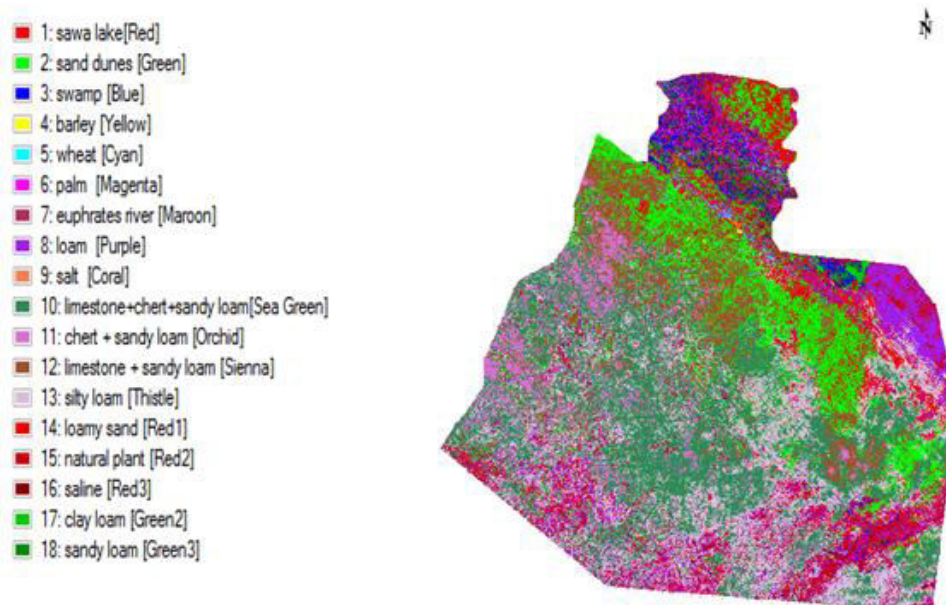 1: sawa lake[Red]
N
2: sand dunes [Green]
3: swamp [Blue]
4: barley [Yellow]
5: wheat [Cyan]
6: palm [Magenta]
7: euphrates river [Maroon]
8: loam [Purple]
9: salt [Coral]
10: limestone+chert+sandy loam[Sea Green]
11: chert + sandy loam [Orchid]
12: limestone + sandy loam [Sienna]
13: silty loam [Thistle]
14: loamy sand [Red1]
15: natural plant [Red2]
16: saline [Red3]
17: clay loam [Green2]
18: sandy loam [Green3]